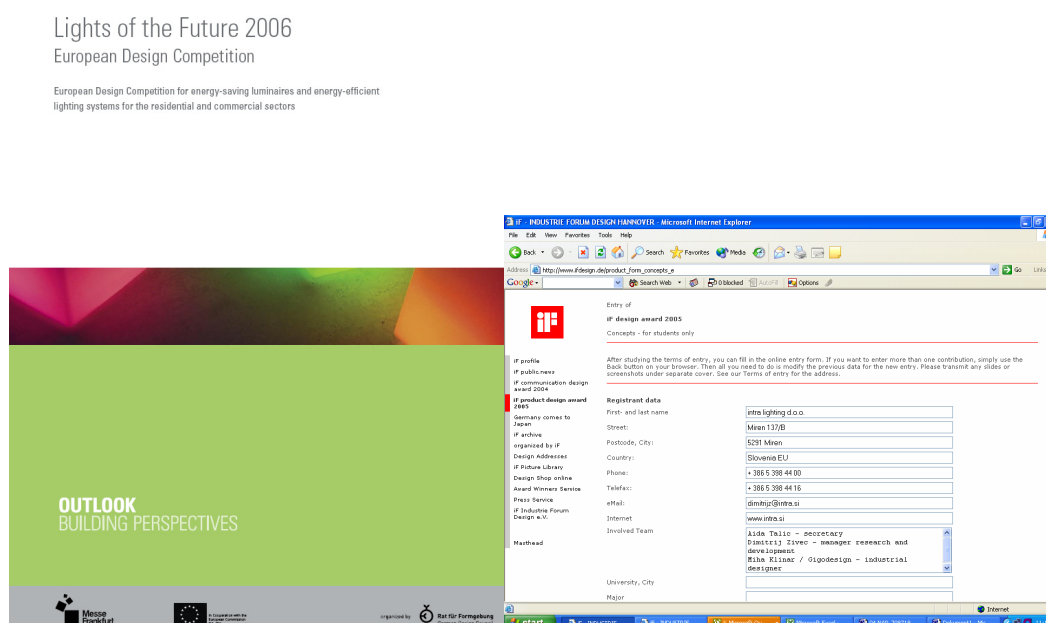 Lights of the Future 2006
European Design Competition
European Design Competition for energy-saving luminaires and energy-efficient
lighting systems for the residential and commercial sectors
OUTLOOK
BUILDING PERSPECTIVES
Messe
Frankfurt
in Cooperation with the
European Commission
organized by
Rat für Formgebung
iF - INDUSTRIE FORUM DESIGN HANNOVER - Microsoft Internet Explorer
File Edit View Favorites Tools Help
Back Search Favorites Media
Address http://www.ifdesign.de/product_form_concepts_e Go Links
Google Search Web 0 blocked AutoFill Options
iF
Entry of
iF design award 2005
Concepts - for students only
After studying the terms of entry, you can fill in the online entry form. If you want to enter more than one contribution, simply use the
Back button on your browser. Then all you need to do is modify the previous data for the new entry. Please transmit any slides or
screenshots under separate cover. See our Terms of entry for the address.
iF profile
iF public.news
iF communication design
award 2004
iF product design award
2005
Germany comes to
Japan
iF archive
organized by iF
Design Addresses
iF Picture Library
Design Shop online
Award Winners Service
Press Service
iF Industrie Forum
Design e.V.
Masthead
Registrant data
First- and last name intra lighting d.o.o.
Street: Miren 137/B
Postcode, City: 5291 Miren
Country: Slovenia EU
Phone: + 386 5 398 44 00
Telefax: + 386 5 398 44 16
eMail: dimitrijz@intra.si
Internet www.intra.si
Involved Team Aida Talic - secretary
Dimitrij Zivec - manager research and
development
Miha Klinar / Gigodesign - industrial
designer
University, City
Major
Internet
start